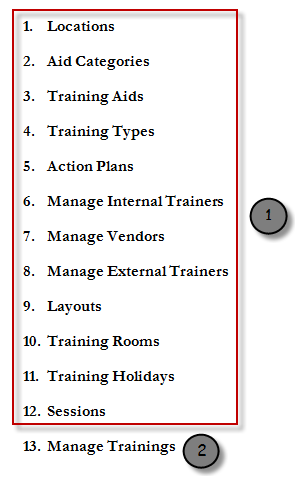 1. Locations
2. Aid Categories
3. Training Aids
4. Training Types
5. Action Plans
6. Manage Internal Trainers
1
7. Manage Vendors
8. Manage External Trainers
9. Layouts
10. Training Rooms
11. Training Holidays
12. Sessions
13. Manage Trainings 2